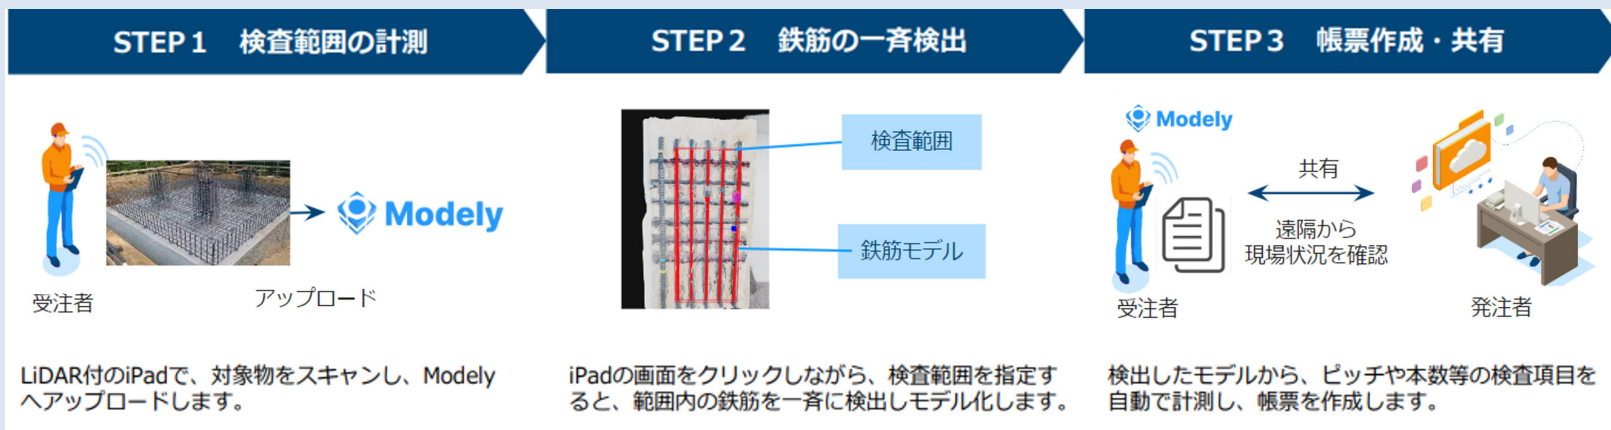 STEP1 検査範囲の計測
STEP2 鉄筋の一斉検出
STEP3 帳票作成・共有
Modely
受注者
アップロード
検査範囲
鉄筋モデル
Modely
共有
遠隔から
現場状況を確認
受注者
発注者
LiDAR付のiPadで、対象物をスキャンし、Modely
へアップロードします。
iPadの画面をクリックしながら、検査範囲を指定す
ると、範囲内の鉄筋を一斉に検出しモデル化します。
検出したモデルから、ピッチや本数等の検査項目を
自動で計測し、帳票を作成します。